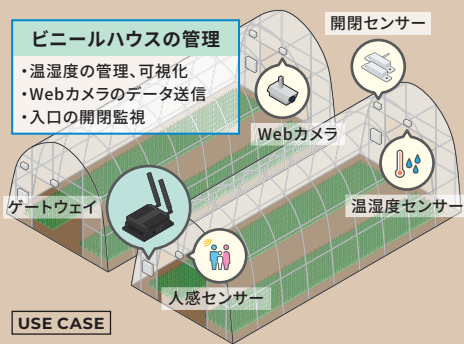 ビニールハウスの管理
・温湿度の管理、可視化
・Webカメラのデータ送信
・入口の開閉監視
開閉センサー
Webカメラ
温湿度センサー
ゲートウェイ
人感センサー
USE CASE